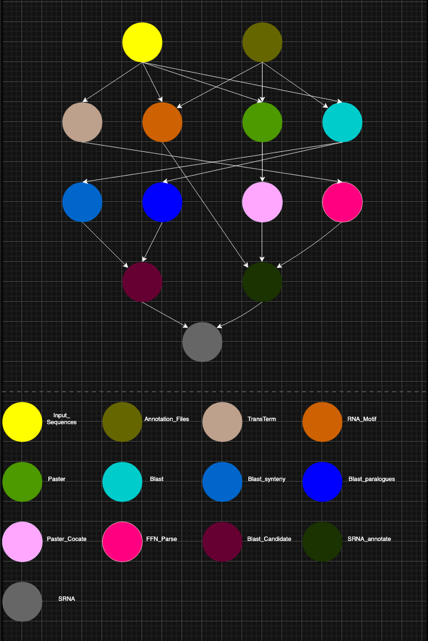 Input_
Sequences
Annotation_Files
TransTerm
RNA_Motif
Paster
Blast
Blast_synteny
Blast_paralogues
Paster_Cocate
FFN_Parse
Blast_Candidate
SRNA_annotate
SRNA